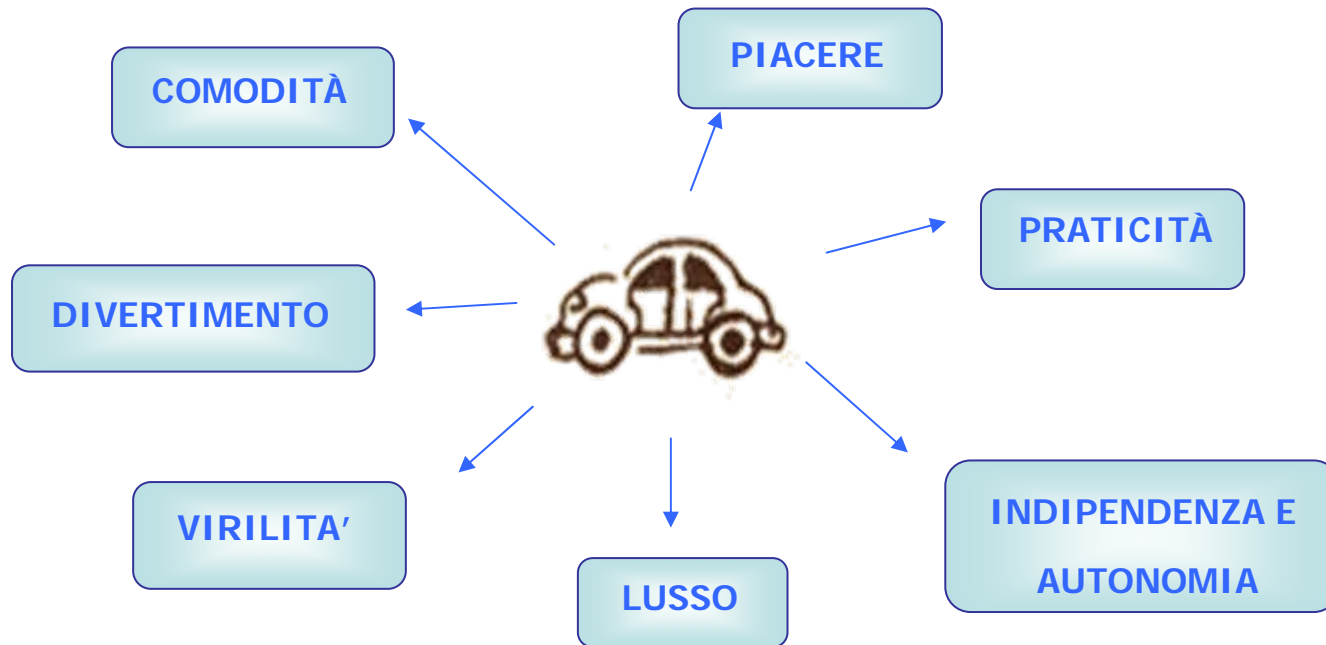 PIACERE
COMODITÀ
PRATICITÀ
DIVERTIMENTO
VIRILITA’
INDIPENDENZA E
AUTONOMIA
LUSSO